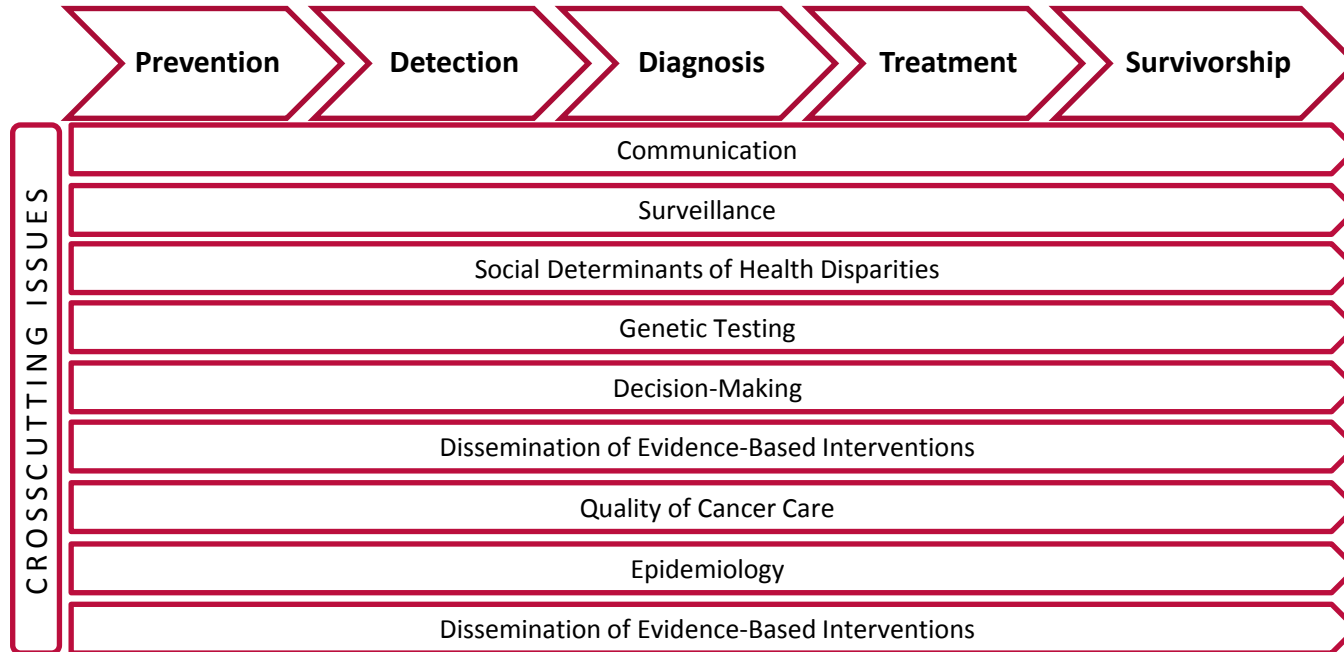 Prevention
Detection
Diagnosis
Treatment
Survivorship
CROSSCUTTING ISSUES
Communication
Surveillance
Social Determinants of Health Disparities
Genetic Testing
Decision-Making
Dissemination of Evidence-Based Interventions
Quality of Cancer Care
Epidemiology
Dissemination of Evidence-Based Interventions